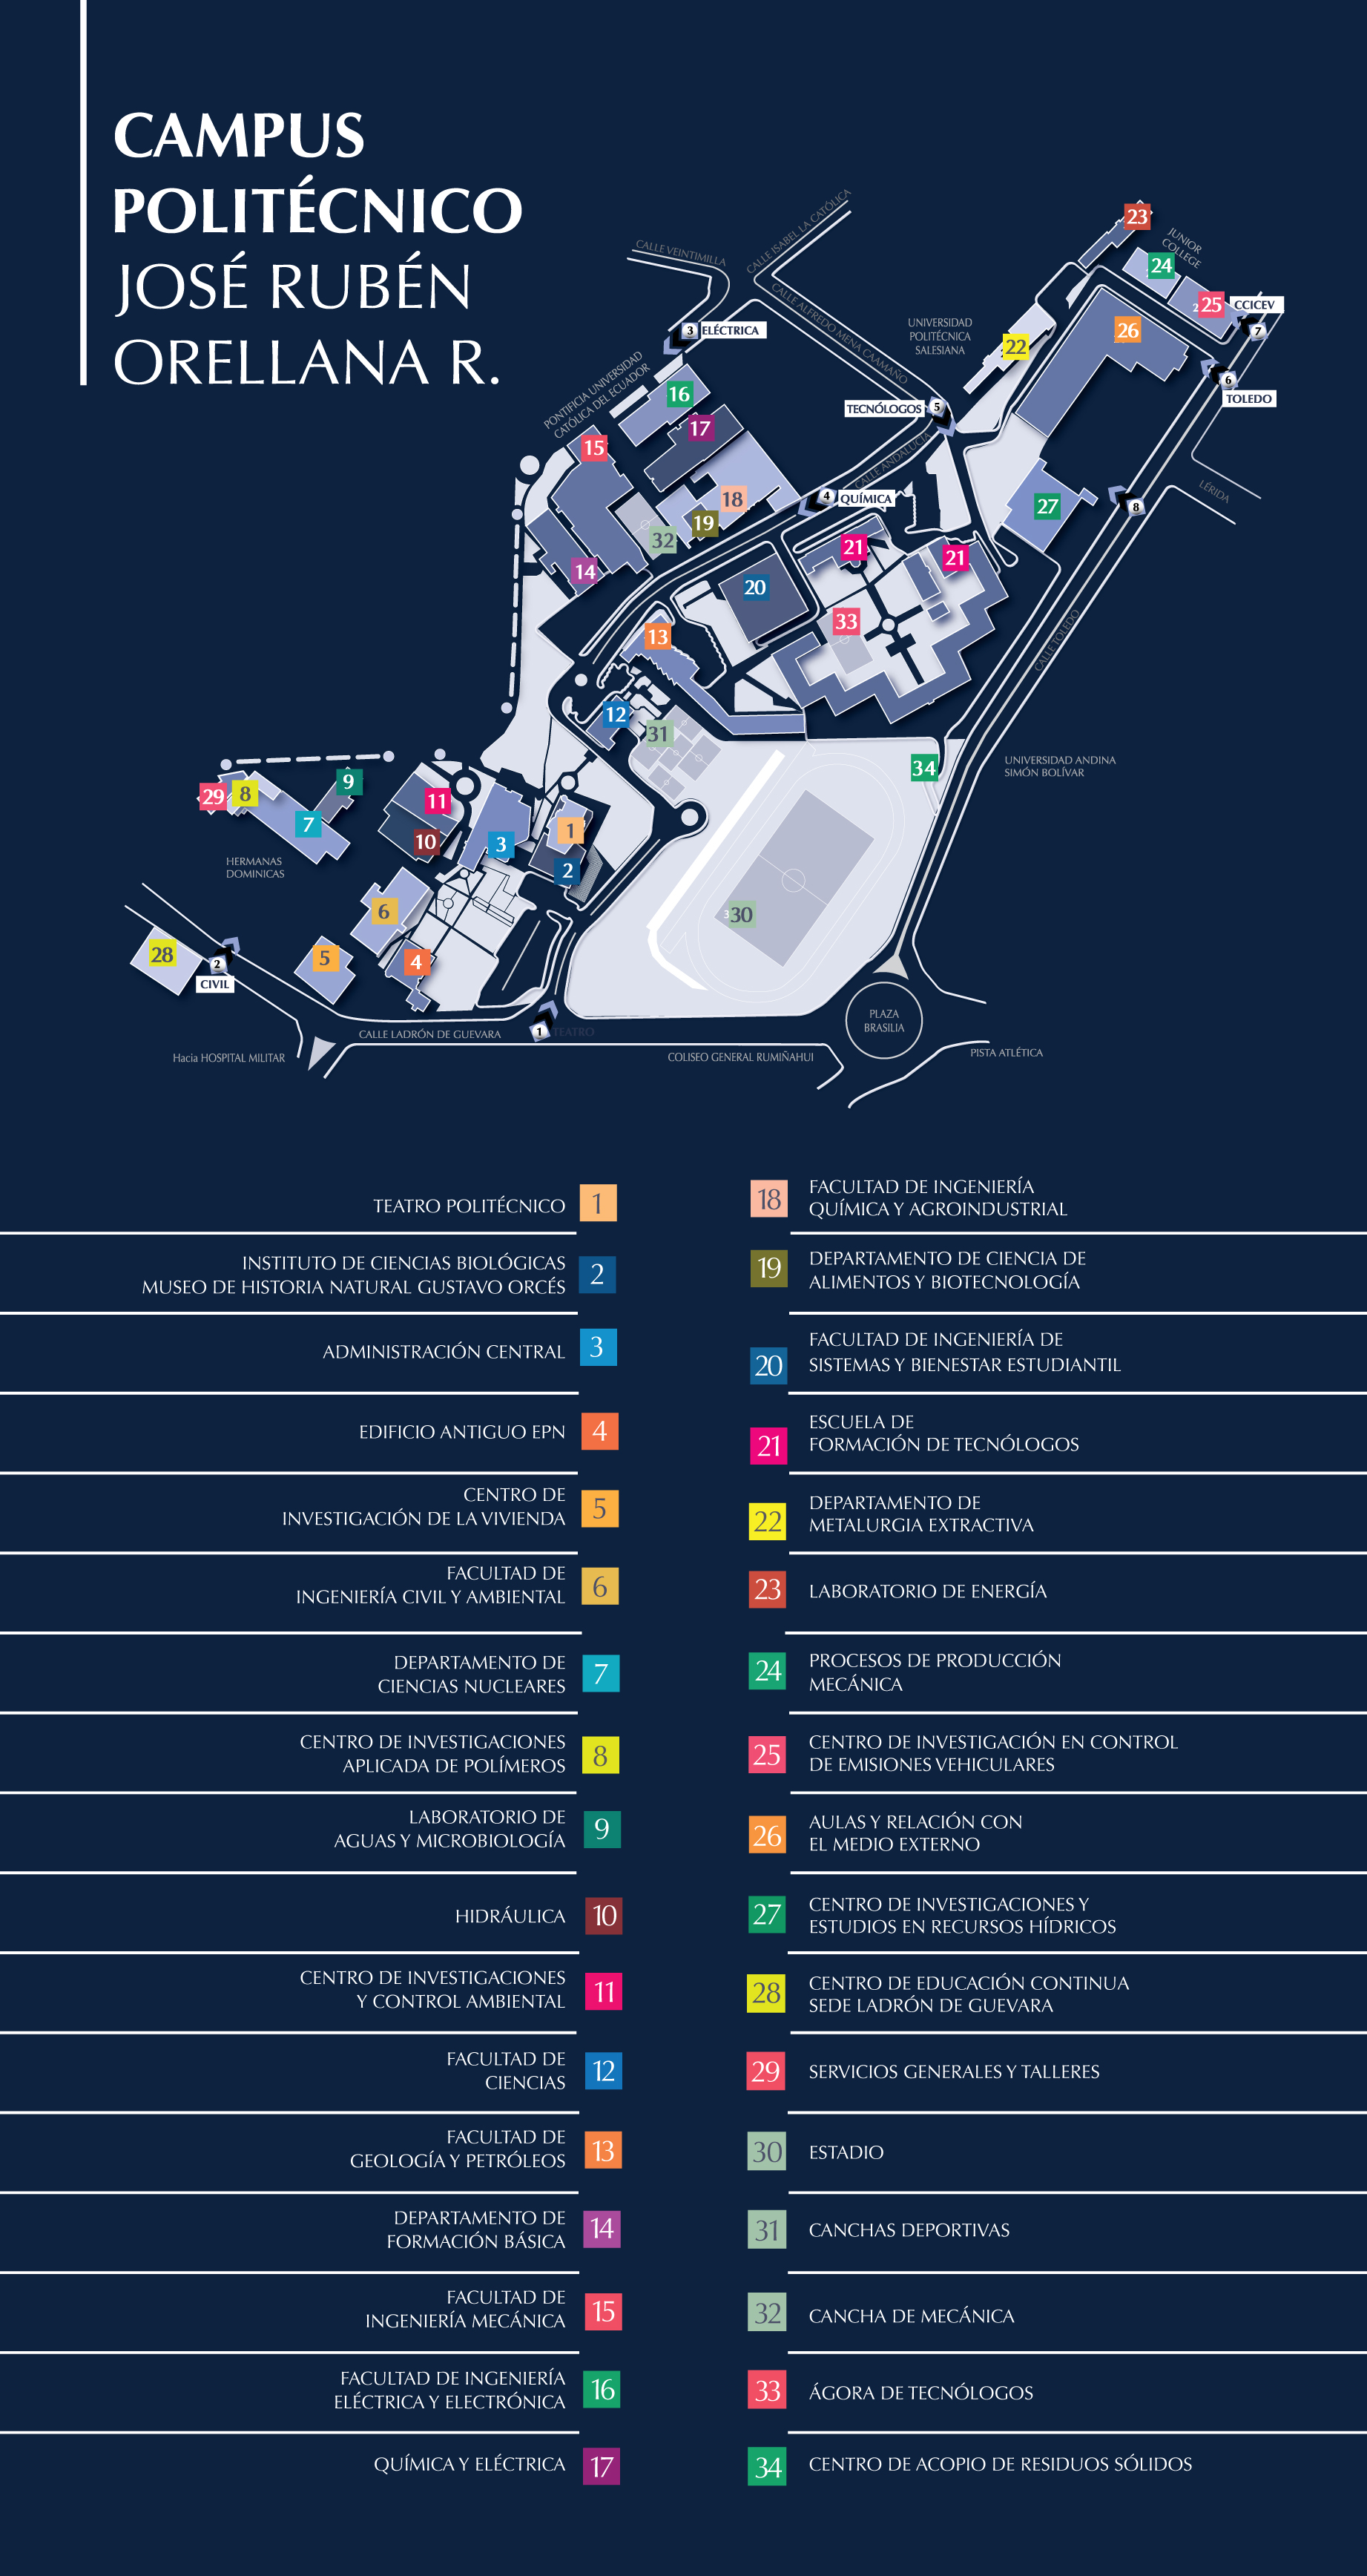 CAMPUS
POLITÉCNICO
JOSÉ RUBÉN
ORELLANA R.
CALLE VEINTIMILLA
CALLE ISABEL LA CATÓLICA
CALLE ALFREDO MENA CAAMAÑO
3 ELÉCTRICA
PONTIFICIA UNIVERSIDAD
CATÓLICA DEL ECUADOR
UNIVERSIDAD
POLITÉCNICA
SALESIANA
JUNIOR
COLLEGE
23
24
25
CCICEV
7
26
22
6
TOLEDO
TECNÓLOGOS 5
CALLE ANDALUCÍA
4 QUÍMICA
16
17
15
18
19
32
14
27
8
LÉRIDA
21
21
20
33
13
CALLE TOLEDO
12
31
34
UNIVERSIDAD ANDINA
SIMÓN BOLÍVAR
29
8
9
7
11
10
3
1
2
HERMANAS
DOMINICAS
6
30
28
2
CIVIL
5
4
1 TEATRO
PLAZA
BRASILIA
CALLE LADRÓN DE GUEVARA
Hacia HOSPITAL MILITAR
COLISEO GENERAL RUMIÑAHUI
PISTA ATLÉTICA
TEATRO POLITÉCNICO 1
INSTITUTO DE CIENCIAS BIOLÓGICAS
MUSEO DE HISTORIA NATURAL GUSTAVO ORCÉS 2
ADMINISTRACIÓN CENTRAL 3
EDIFICIO ANTIGUO EPN 4
CENTRO DE
INVESTIGACIÓN DE LA VIVIENDA 5
FACULTAD DE
INGENIERÍA CIVIL Y AMBIENTAL 6
DEPARTAMENTO DE
CIENCIAS NUCLEARES 7
CENTRO DE INVESTIGACIONES
APLICADA DE POLÍMEROS 8
LABORATORIO DE
AGUAS Y MICROBIOLOGÍA 9
HIDRÁULICA 10
CENTRO DE INVESTIGACIONES
Y CONTROL AMBIENTAL 11
FACULTAD DE
CIENCIAS 12
FACULTAD DE
GEOLOGÍA Y PETRÓLEOS 13
DEPARTAMENTO DE
FORMACIÓN BÁSICA 14
FACULTAD DE
INGENIERÍA MECÁNICA 15
FACULTAD DE INGENIERÍA
ELÉCTRICA Y ELECTRÓNICA 16
QUÍMICA Y ELÉCTRICA 17
18 FACULTAD DE INGENIERÍA
QUÍMICA Y AGROINDUSTRIAL
19 DEPARTAMENTO DE CIENCIA DE
ALIMENTOS Y BIOTECNOLOGÍA
FACULTAD DE INGENIERÍA DE
20 SISTEMAS Y BIENESTAR ESTUDIANTIL
ESCUELA DE
21 FORMACIÓN DE TECNÓLOGOS
DEPARTAMENTO DE
22 METALURGIA EXTRACTIVA
23 LABORATORIO DE ENERGÍA
24 PROCESOS DE PRODUCCIÓN
MECÁNICA
25 CENTRO DE INVESTIGACIÓN EN CONTROL
DE EMISIONES VEHICULARES
26 AULAS Y RELACIÓN CON
EL MEDIO EXTERNO
27 CENTRO DE INVESTIGACIONES Y
ESTUDIOS EN RECURSOS HÍDRICOS
28 CENTRO DE EDUCACIÓN CONTINUA
SEDE LADRÓN DE GUEVARA
29 SERVICIOS GENERALES Y TALLERES
30 ESTADIO
31 CANCHAS DEPORTIVAS
32 CANCHA DE MECÁNICA
33 ÁGORA DE TECNÓLOGOS
34 CENTRO DE ACOPIO DE RESIDUOS SÓLIDOS